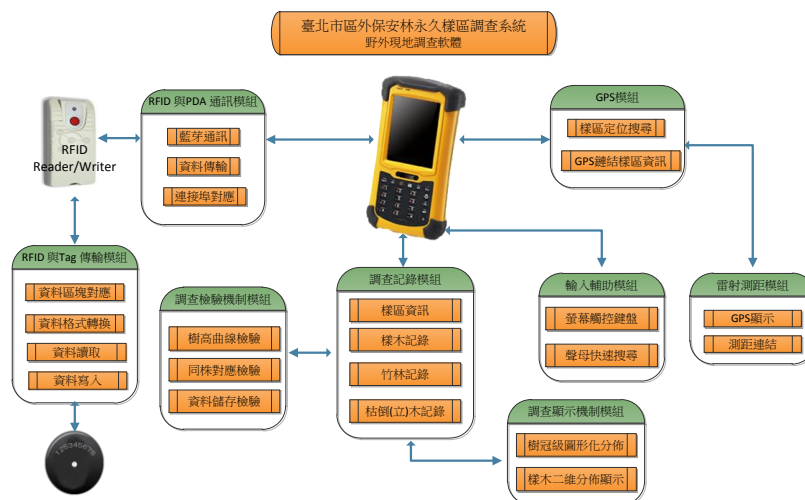 臺北市區外保安林永久樣區調查系統
野外現地調查軟體
RFID
Reader/Writer
RFID 與PDA 通訊模組
藍芽通訊
資料傳輸
連接埠對應
GPS模組
樣區定位搜尋
GPS鏈結樣區資訊
RFID 與Tag 傳輸模組
資料區塊對應
資料格式轉換
資料讀取
資料寫入
12345678
調查檢驗機制模組
樹高曲線檢驗
同株對應檢驗
資料儲存檢驗
調查記錄模組
樣區資訊
樣木記錄
竹林記錄
枯倒(立)木記錄
輸入輔助模組
螢幕觸控鍵盤
聲母快速搜尋
雷射測距模組
GPS顯示
測距連結
調查顯示機制模組
樹冠級圖形化分佈
樣木二維分佈顯示